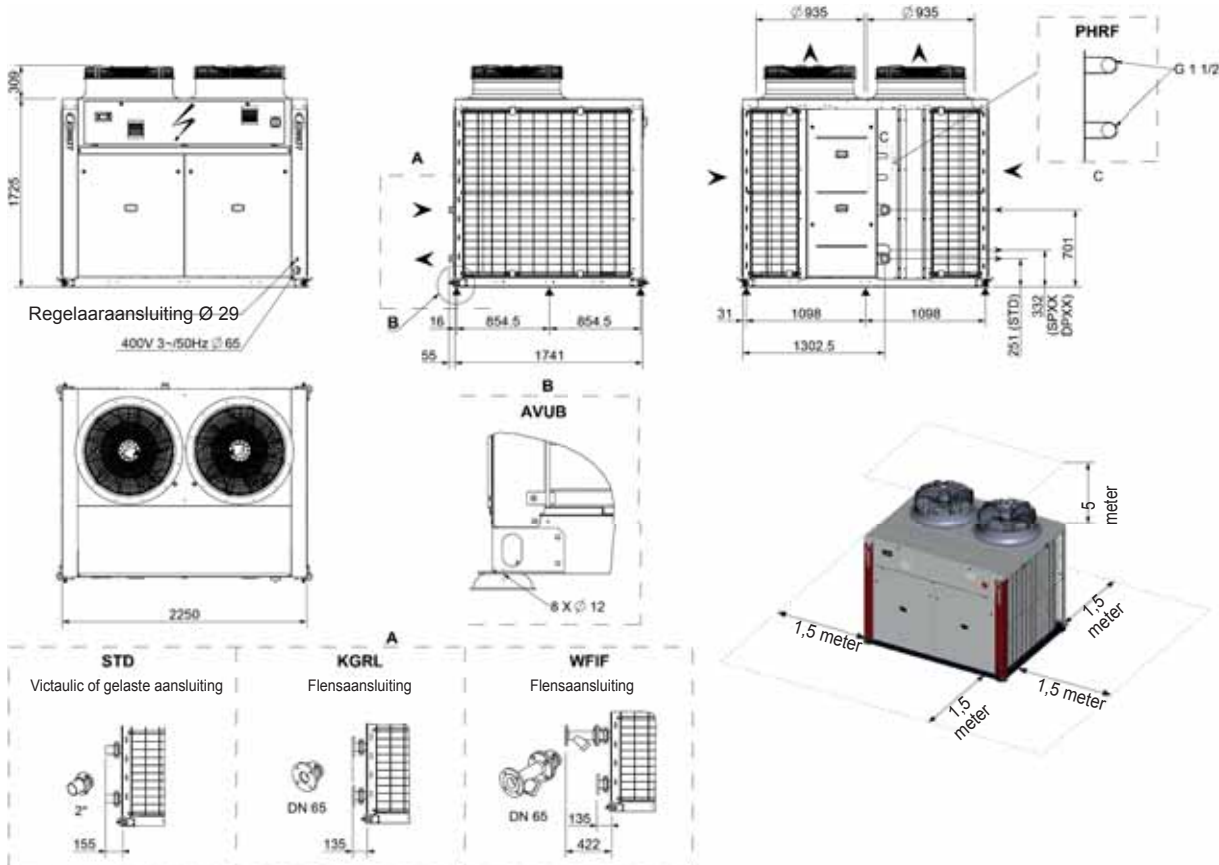 309
1725
Regelaaraansluiting Ø 29
400V 3~/50Hz Ø 65
A
B
16
854.5
854.5
55
1741
Ø 935
Ø 935
C
31
1098
1098
1302.5
251 (STD)
332
(SPXX
DPXX)
701
PHRF
G 1 1/2
C
2250
B
AVUB
8 X Ø 12
5
meter
1,5 meter
1,5
meter
1,5 meter
1,5
meter
A
STD
Victaulic of gelaste aansluiting
2"
155
KGRL
Flensaansluiting
DN 65
135
WFIF
Flensaansluiting
DN 65
135
422